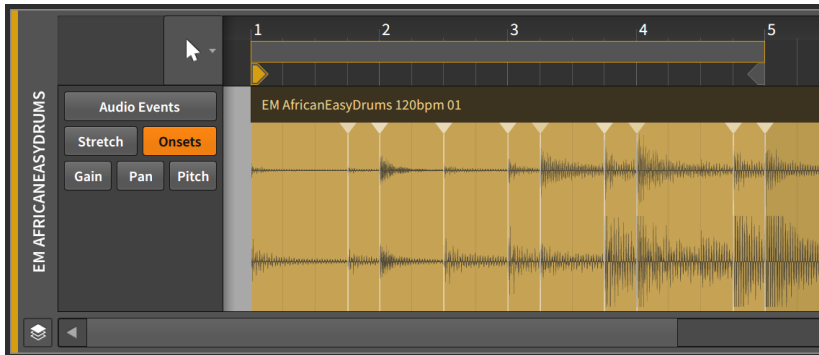 1 2 3 4 5
EM AFRICANEASYDRUMS
Audio Events
EM AfricanEasyDrums 120bpm 01
Stretch Onsets
Gain Pan Pitch